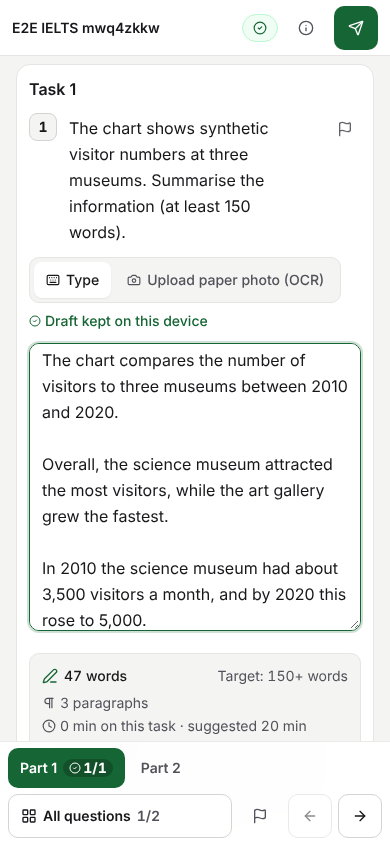 E2E IELTS mwq4zkkw
Task 1
1
The chart shows synthetic
visitor numbers at three
museums. Summarise the
information (at least 150
words).
Type
Upload paper photo (OCR)
Draft kept on this device
The chart compares the number of
visitors to three museums between 2010
and 2020.
Overall, the science museum attracted
the most visitors, while the art gallery
grew the fastest.
In 2010 the science museum had about
3,500 visitors a month, and by 2020 this
rose to 5,000.
47 words
Target: 150+ words
3 paragraphs
0 min on this task · suggested 20 min
Part 1 1/1
Part 2
All questions 1/2